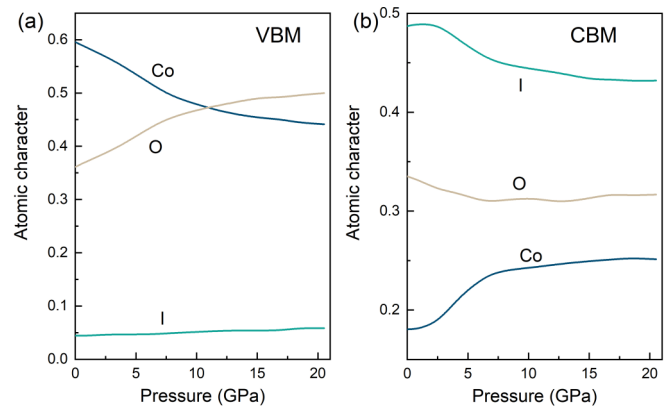 (a)
VBM
Atomic character
0.6
0.5
0.4
0.3
0.2
0.1
0.0
Co
O
I
0
5
10
15
20
Pressure (GPa)
(b)
CBM
Atomic character
0.5
0.4
0.3
0.2
I
O
Co
0
5
10
15
20
Pressure (GPa)